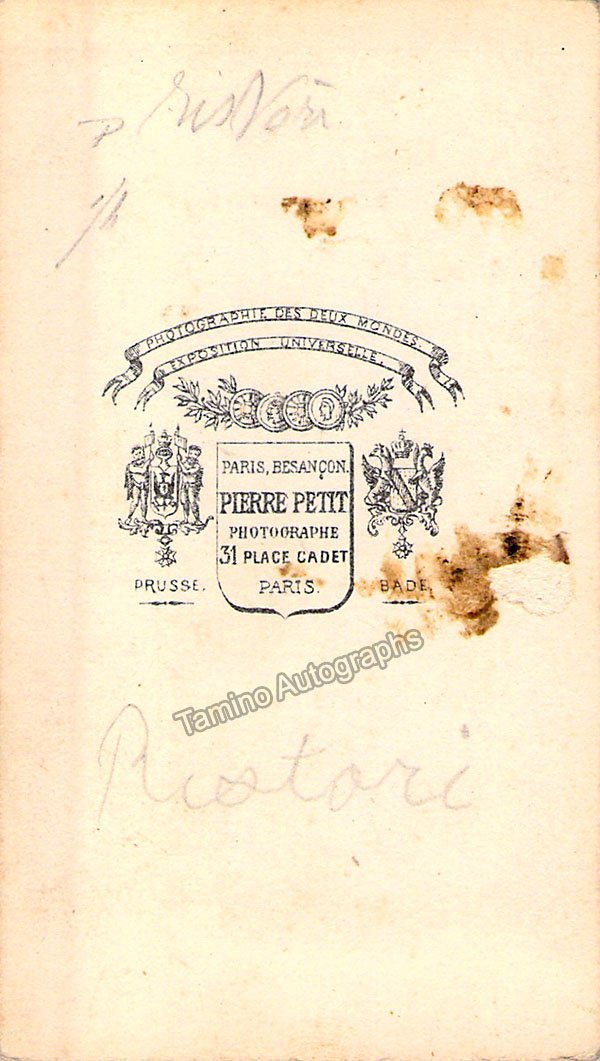 Ristori
PHOTOGRAPHIE DES DEUX MONDES.
EXPOSITION UNIVERSELLE.
PARIS, BESANÇON.
PIERRE PETIT
PHOTOGRAPHE
31 PLACE CADET
PARIS.
PRUSSE.
BADE.
Tamino Autographs
Ristori